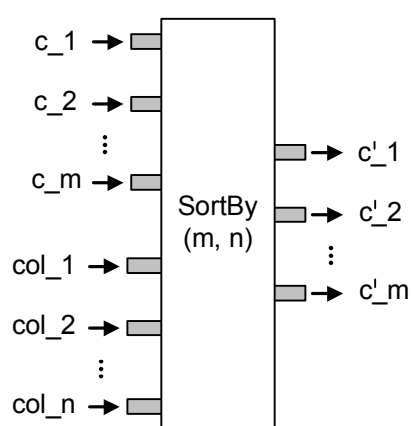 c_1
c_2
⋮
c_m
col_1
col_2
⋮
col_n
SortBy
(m, n)
c'_1
c'_2
⋮
c'_m